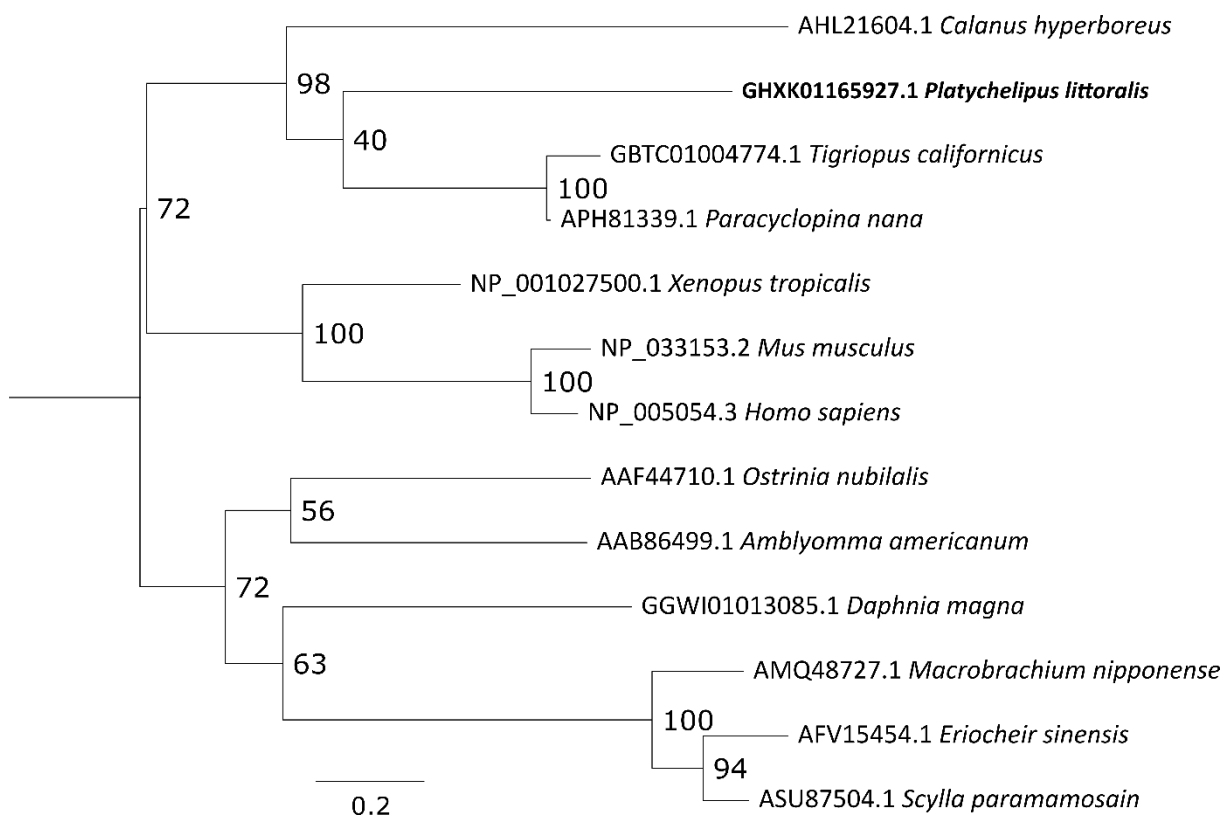 AHL21604.1 Calanus hyperboreus
98
GHXK01165927.1 Platychelipus littoralis
40
GBTC01004774.1 Tigriopus californicus
100
72
APH81339.1 Paracyclopina nana
NP_001027500.1 Xenopus tropicalis
100
NP_033153.2 Mus musculus
100
NP_005054.3 Homo sapiens
AAF44710.1 Ostrinia nubilalis
56
AAB86499.1 Amblyomma americanum
72
GGWI01013085.1 Daphnia magna
63
AMQ48727.1 Macrobrachium nipponense
100
AFV15454.1 Eriocheir sinensis
94
ASU87504.1 Scylla paramamosain
0.2